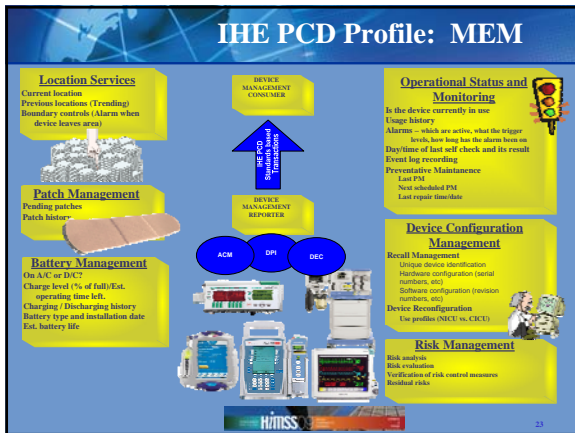 IHE PCD Profile: MEM
Location Services
Current location
Previous locations (Trending)
Boundary controls (Alarm when
device leaves area)
Patch Management
Pending patches
Patch history
Battery Management
On A/C or D/C?
Charge level (% of full)/Est.
operating time left.
Charging / Discharging history
Battery type and installation date
Est. battery life
DEVICE
MANAGEMENT
CONSUMER
IHE PCD
Standards based
Transactions
DEVICE
MANAGEMENT
REPORTER
ACM
DPI
DEC
Operational Status and
Monitoring
Is the device currently in use
Usage history
Alarms – which are active, what the trigger
levels, how long has the alarm been on
Day/time of last self check and its result
Event log recording
Preventative Maintanence
Last PM
Next scheduled PM
Last repair time/date
Device Configuration
Management
Recall Management
Unique device identification
Hardware configuration (serial
numbers, etc)
Software configuration (revision
numbers, etc)
Device Reconfiguration
Use profiles (NICU vs. CICU)
Risk Management
Risk analysis
Risk evaluation
Verification of risk control measures
Residual risks
HIMSS09
23